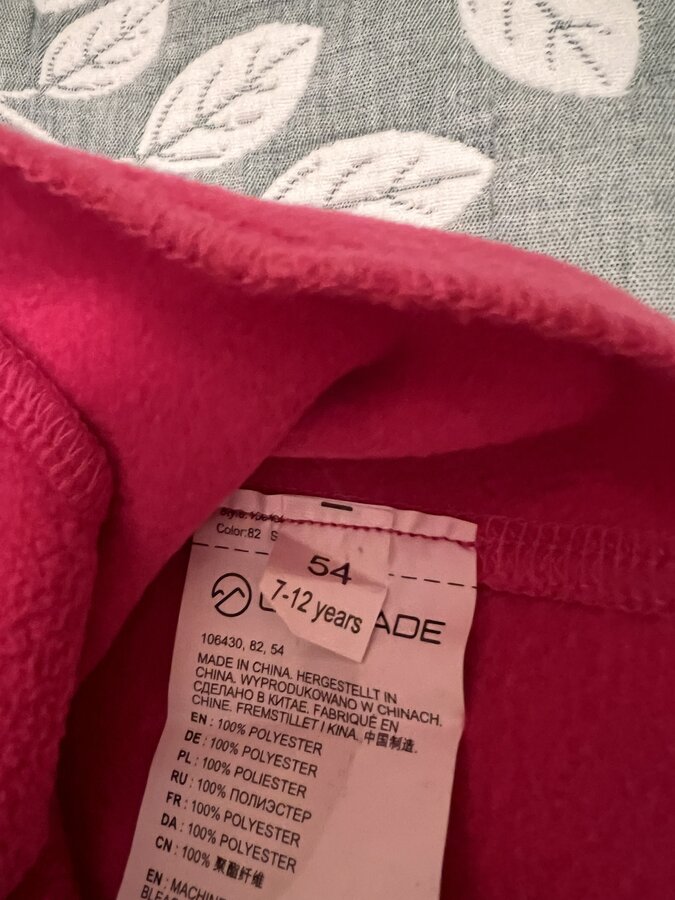 Color:82 S
54
7-12 years
ADE
106430, 82, 54
MADE IN CHINA. HERGESTELLT IN
CHINA. WYPRODUKOWANO W CHINACH.
СДЕЛАНО В КИТАЕ. FABRIQUÉ EN
CHINE. FREMSTILLET I KINA. 中国制造.
EN : 100% POLYESTER
DE : 100% POLYESTER
PL : 100% POLIESTER
RU : 100% ПОЛИЭСТЕР
FR : 100% POLYESTER
DA : 100% POLYESTER
CN : 100% 聚酯纤维
EN : MACHIN